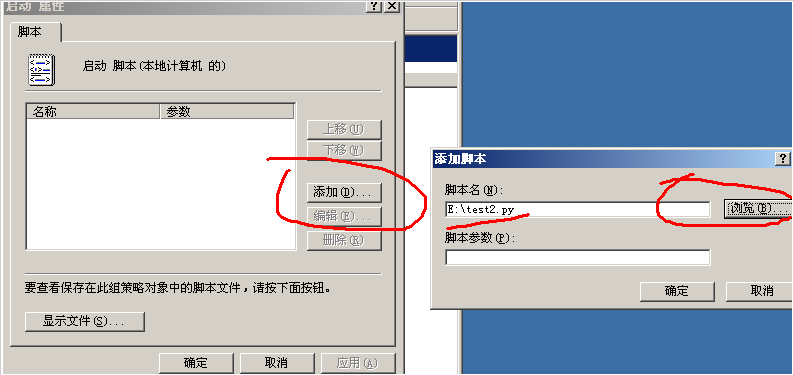 启动 属性
脚本
启动 脚本(本地计算机 的)
名称 参数
上移(U)
下移(W)
添加(D)...
编辑(E)...
删除(R)
要查看保存在此组策略对象中的脚本文件，请按下面按钮。
显示文件(S)...
确定 取消 应用(A)
添加脚本
脚本名(N):
E:\test2.py 浏览(B)...
脚本参数(P):
确定 取消